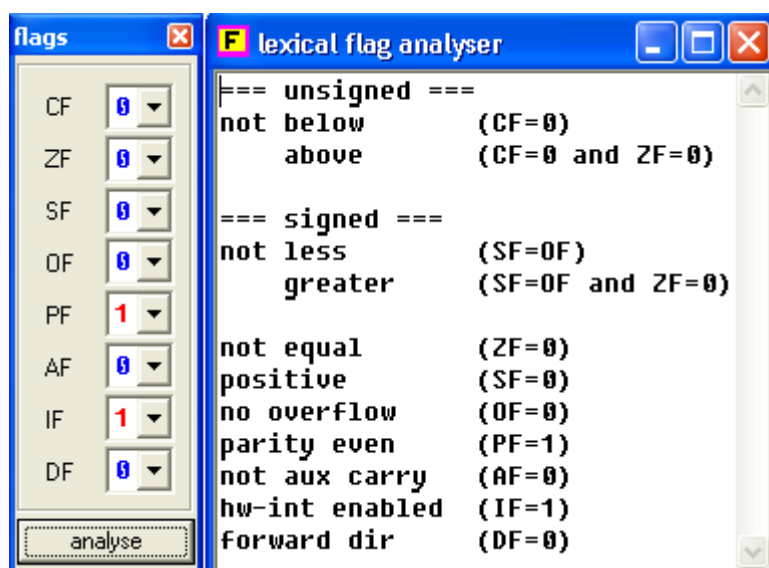 flags
CF 0
ZF 0
SF 0
OF 0
PF 1
AF 0
IF 1
DF 0
analyse
F lexical flag analyser
=== unsigned ===
not below (CF=0)
above (CF=0 and ZF=0)
=== signed ===
not less (SF=OF)
greater (SF=OF and ZF=0)
not equal (ZF=0)
positive (SF=0)
no overflow (OF=0)
parity even (PF=1)
not aux carry (AF=0)
hw-int enabled (IF=1)
forward dir (DF=0)